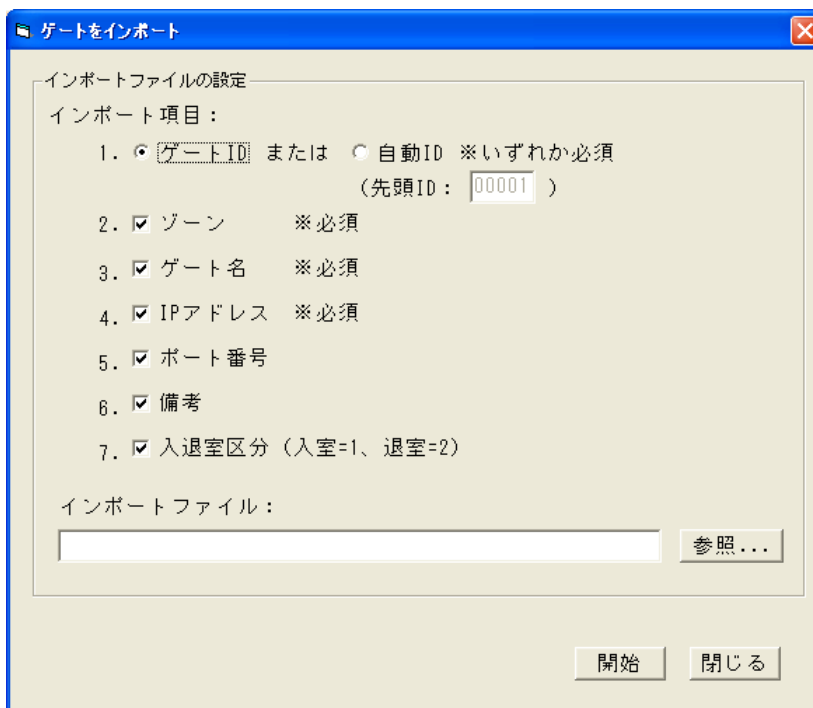 ゲートをインポート
インポートファイルの設定
インポート項目：
1. ゲートID または 自動ID ※いずれか必須
(先頭ID： 00001 )
2. ゾーン ※必須
3. ゲート名 ※必須
4. IPアドレス ※必須
5. ポート番号
6. 備考
7. 入退室区分（入室=1、退室=2）
インポートファイル：
参照...
開始 閉じる